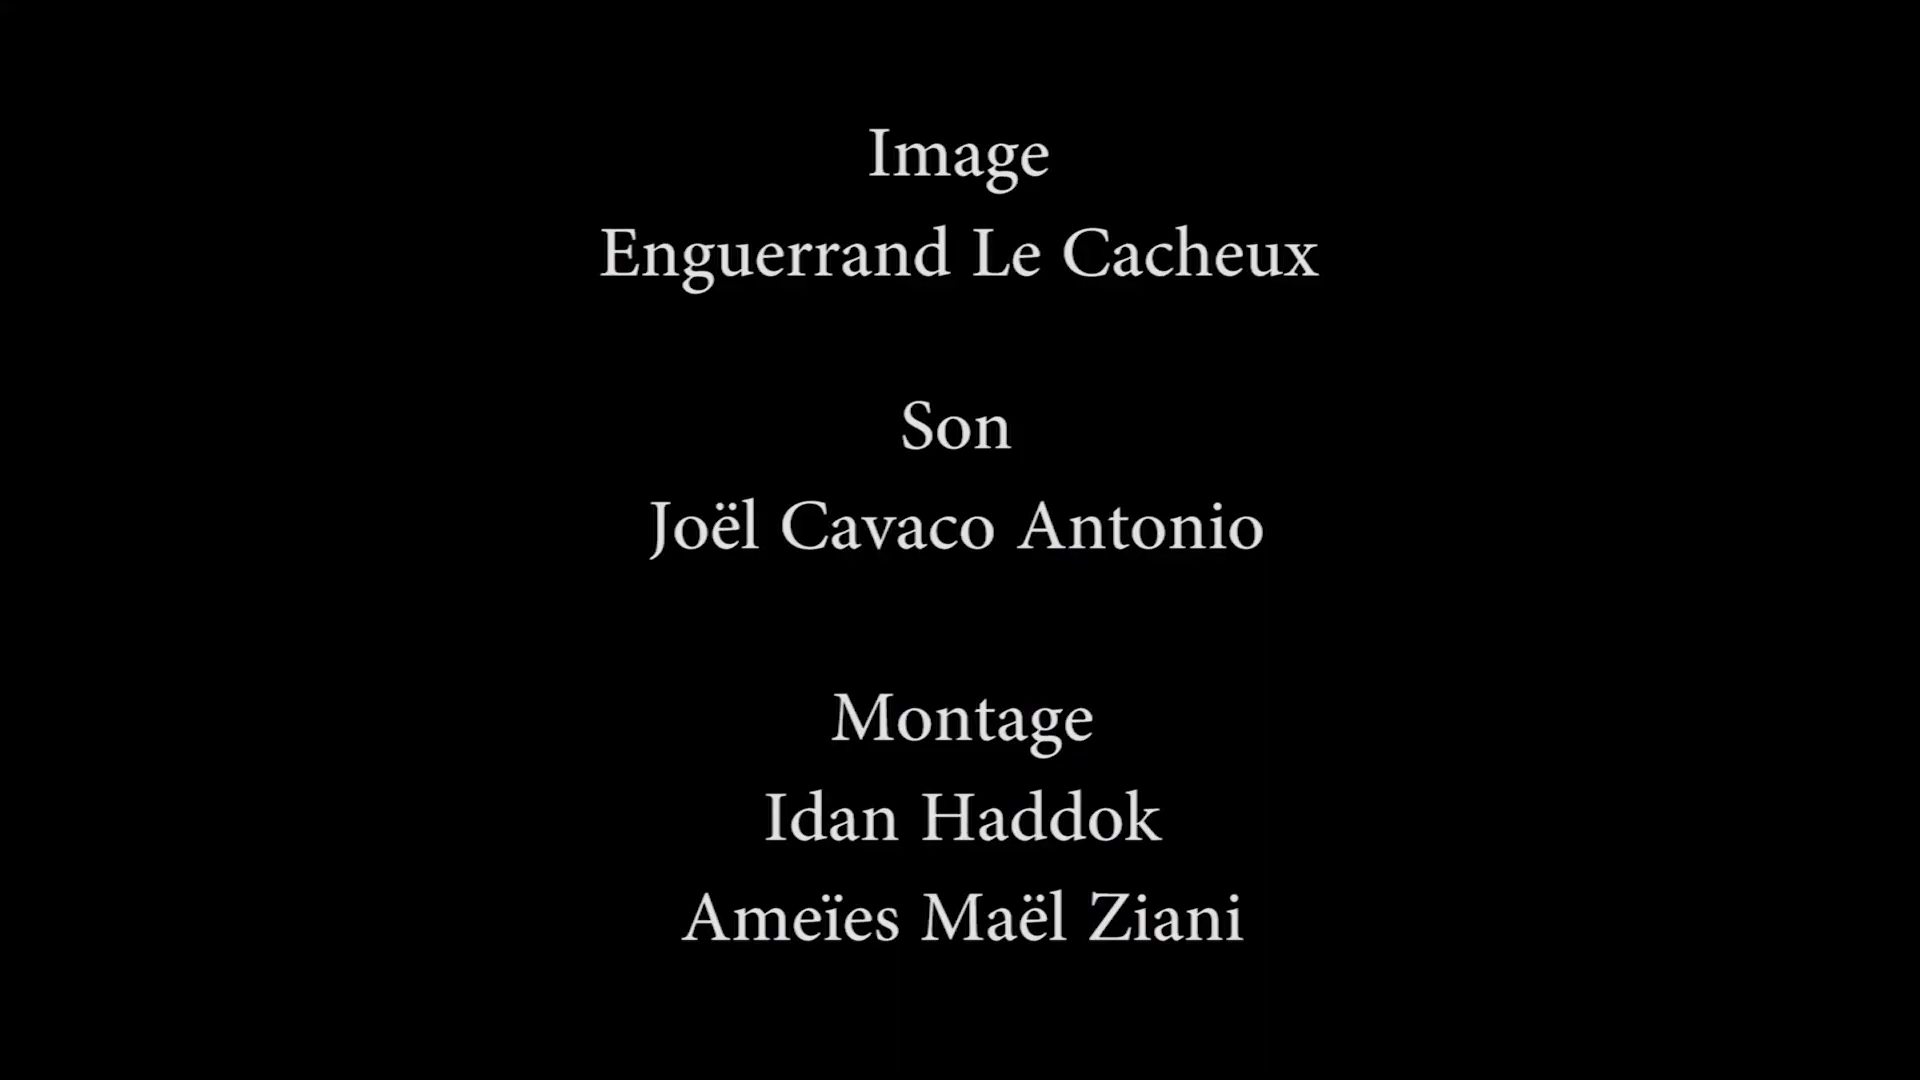 Image
Enguerrand Le Cacheux
Son
Joël Cavaco Antonio
Montage
Idan Haddok
Ameïes Maël Ziani